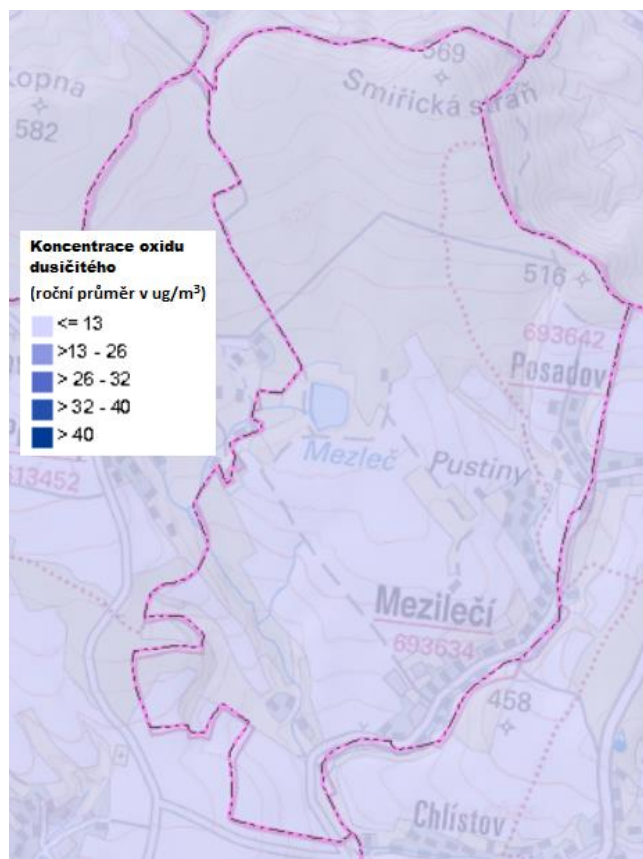 569
Smiřická stráň
Kopna
582
Koncentrace oxidu
dusičitého
(roční průměr v ug/m³)
<= 13
>13 - 26
> 26 - 32
> 32 - 40
> 40
516
693642
Posadov
Mezleč
Pustiny
613452
Mezilečí
693634
458
Chlístov